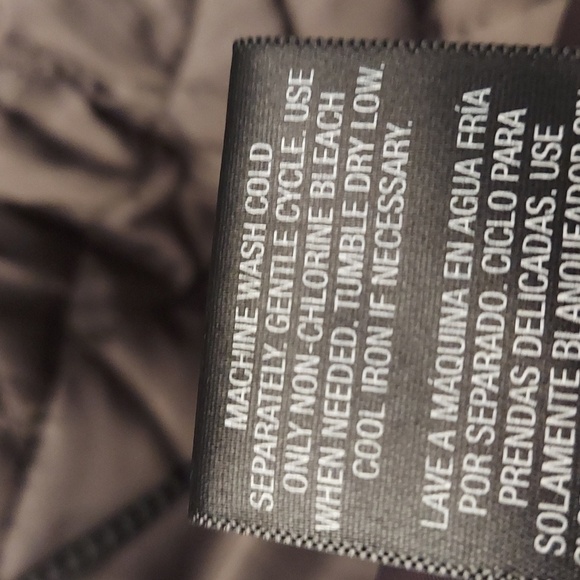 MACHINE WASH COLD
SEPARATELY GENTLE CYCLE. USE
ONLY NON-CHLORINE BLEACH
WHEN NEEDED. TUMBLE DRY LOW.
COOL IRON IF NECESSARY.
LAVE A MÁQUINA EN AGUA FRÍA
POR SEPARADO. CICLO PARA
PRENDAS DELICADAS. USE
SOLAMENTE BLANQUEADOR